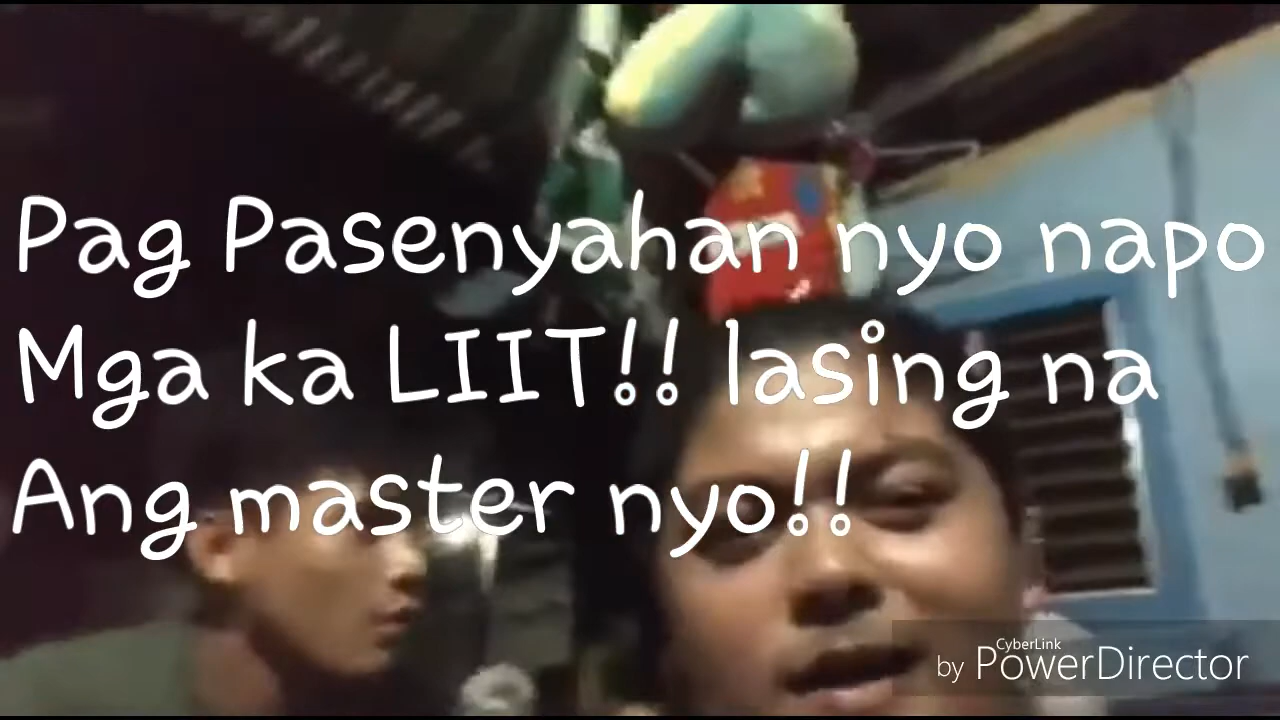 Pag Pasenyahan nyo napo
Mga ka LIIT!! lasing na
Ang master nyo!!
CyberLink
by PowerDirector